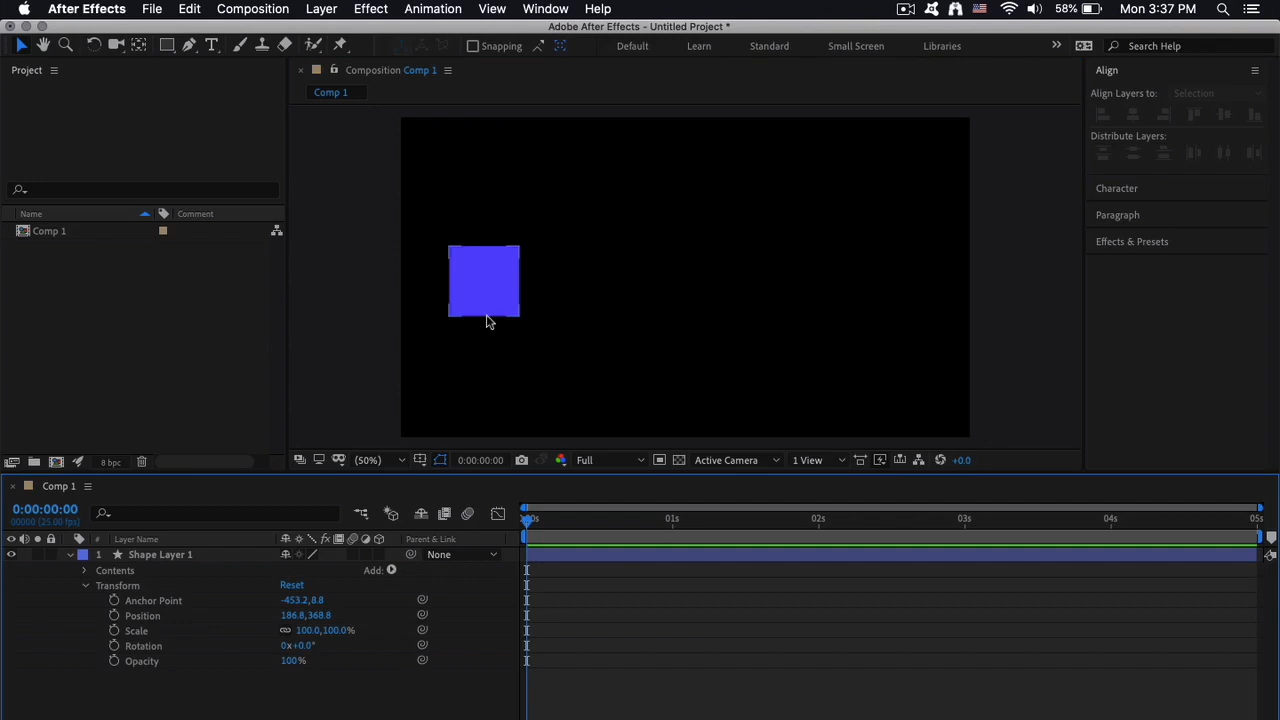 After Effects File Edit Composition Layer Effect Animation View Window Help 58% Mon 3:37 PM
Adobe After Effects - Untitled Project *
Snapping Default Learn Standard Small Screen Libraries Search Help
Project
Composition Comp 1
Align
Comp 1
Align Layers to: Selection
Distribute Layers:
Character
Paragraph
Effects & Presets
Name Comment
Comp 1
8 bpc
(50%) 0:00:00:00 Full Active Camera 1 View +0.0
Comp 1
0:00:00:00
00000 (25.00 fps)
:00s 01s 02s 03s 04s 05s
# Layer Name Parent & Link
1 Shape Layer 1 None
Contents Add:
Transform Reset
Anchor Point -453.2,8.8
Position 186.8,368.8
Scale 100.0,100.0%
Rotation 0x+0.0°
Opacity 100%